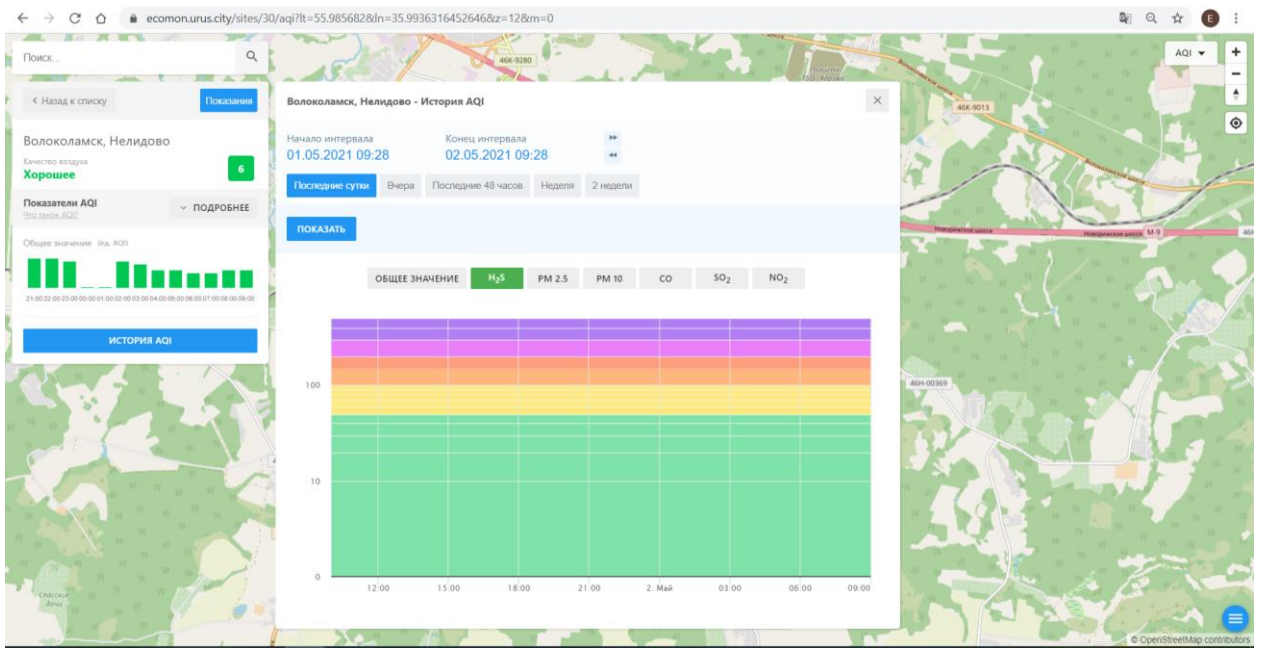 ecomon.urus.city/sites/30/aqi?lt=55.985682&ln=35.9936316452646&z=12&m=0
E
Поиск...
46К-9280
AQI
+
−
Назад к списку
Показания
Волоколамск, Нелидово - История AQI
46К-9013
Волоколамск, Нелидово
Начало интервала
Конец интервала
01.05.2021 09:28
02.05.2021 09:28
Качество воздуха
Хорошее
6
Последние сутки
Вчера
Последние 48 часов
Неделя
2 недели
Показатели AQI
Что такое AQI?
ПОДРОБНЕЕ
ПОКАЗАТЬ
Новорижское шоссе
Новорижское шоссе
М-9
Волоколамское шоссе
Общее значение (ед. AQI)
ОБЩЕЕ ЗНАЧЕНИЕ
H₂S
PM 2.5
PM 10
CO
SO₂
NO₂
21:00 22:00 23:00 00:00 01:00 02:00 03:00 04:00 05:00 06:00 07:00 08:00 09:00
ИСТОРИЯ AQI
100
46Н-00369
10
0
12:00
15:00
18:00
21:00
2. Май
03:00
06:00
09:00
Спасские
дачи
© OpenStreetMap contributors